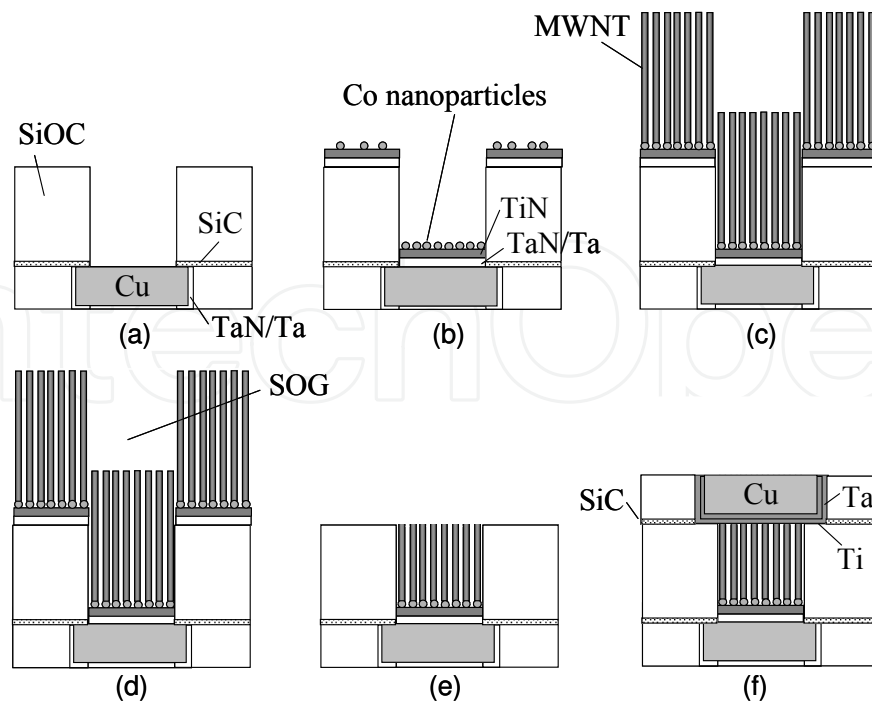 MWNT
Co nanoparticles
SiOC
SiC
TiN
TaN/Ta
Cu
TaN/Ta
(a)
(b)
(c)
SOG
SiC
Cu
Ta
Ti
(d)
(e)
(f)